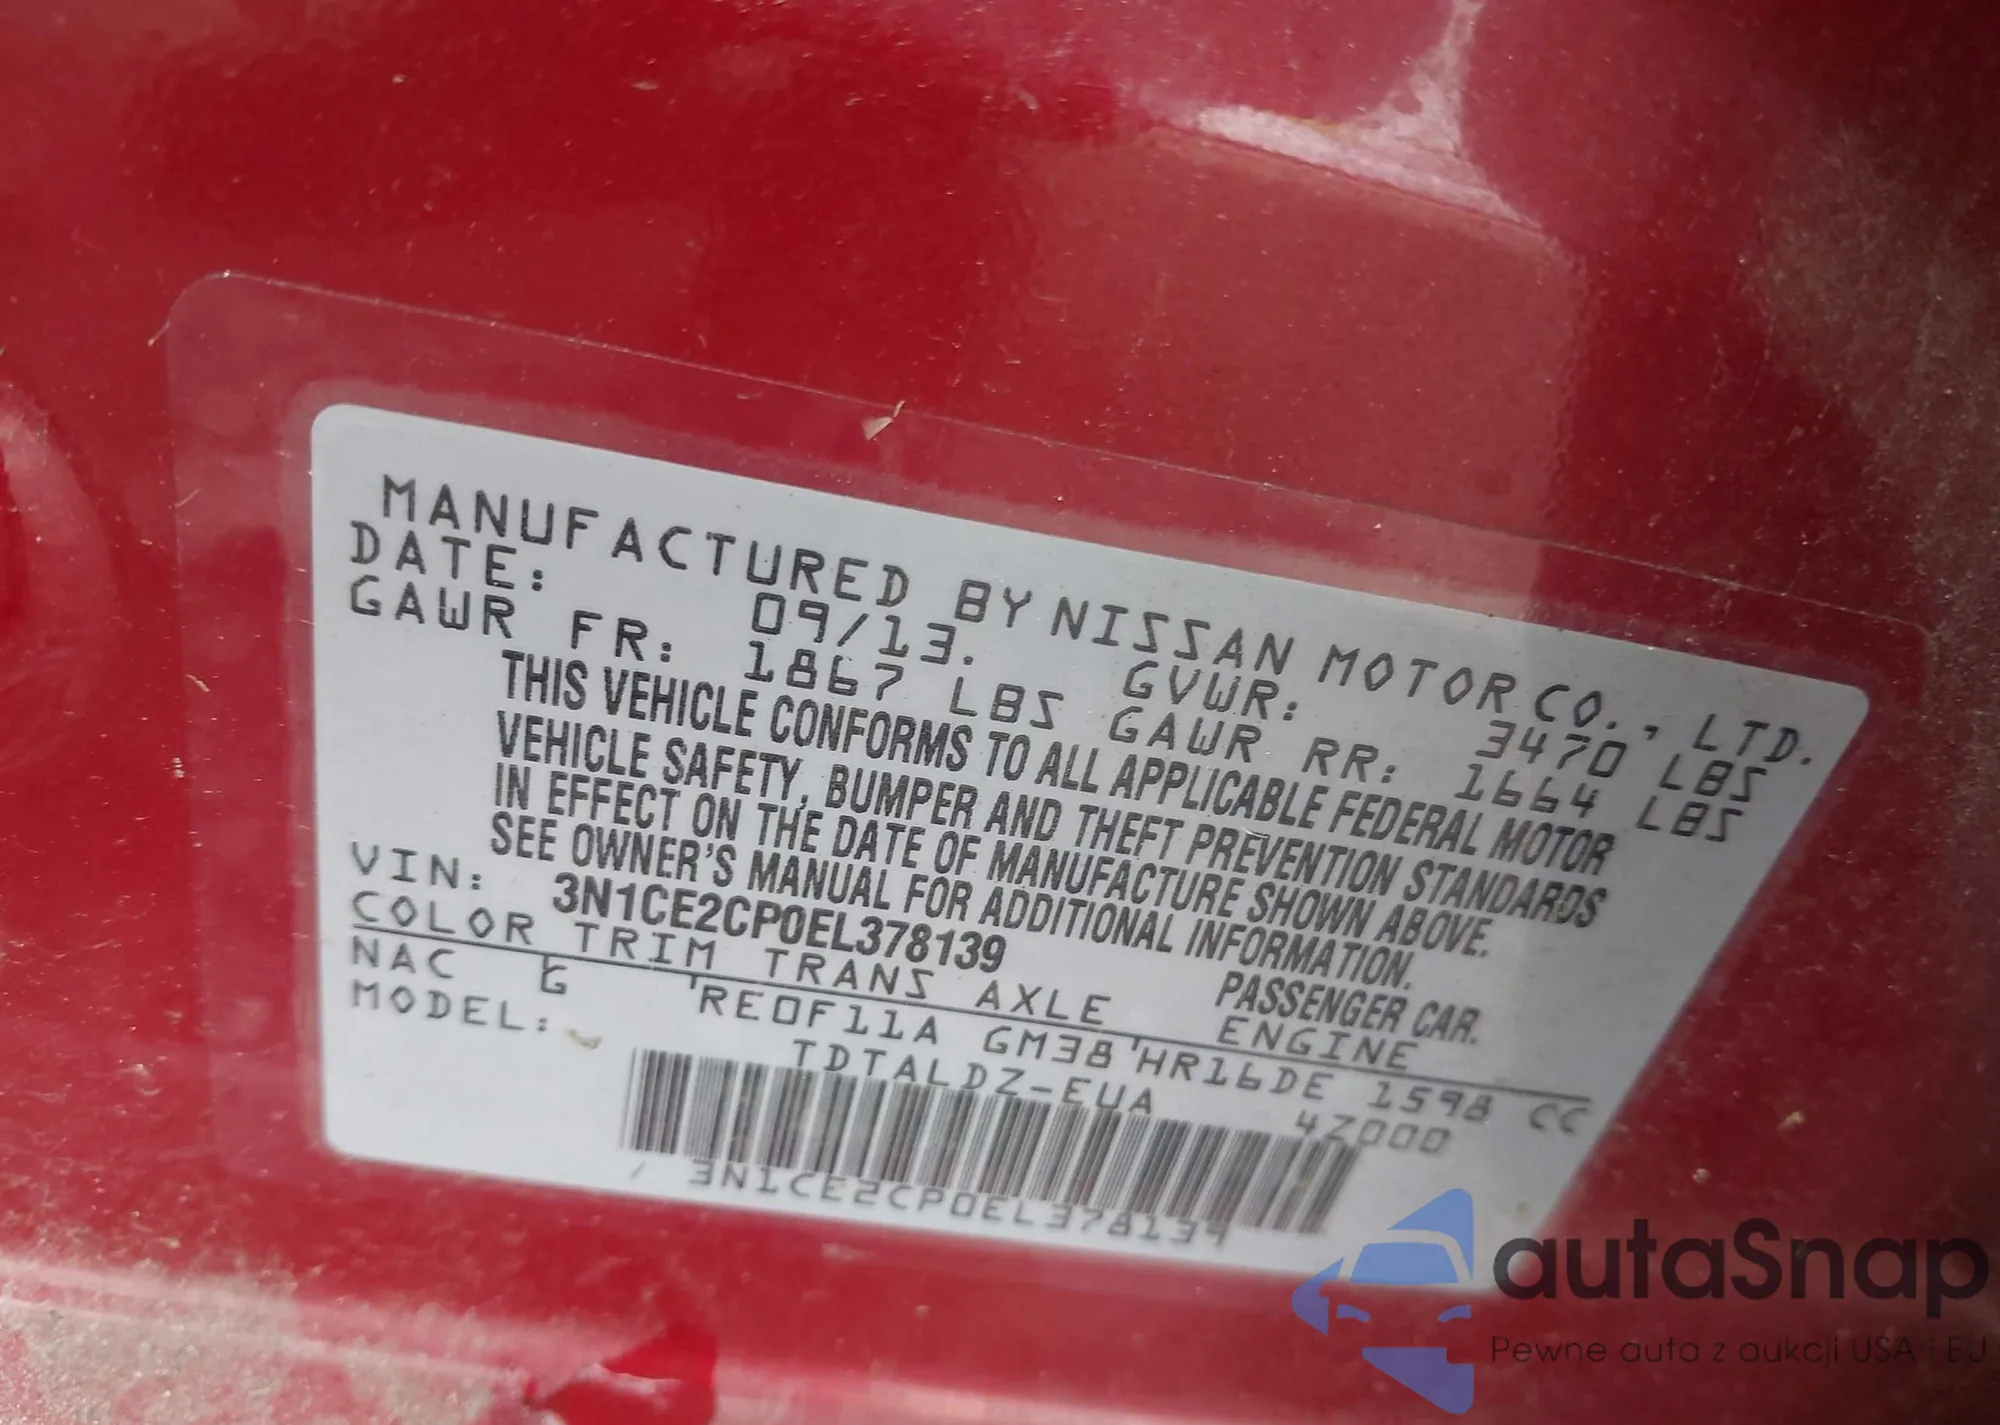 MANUFACTURED BY NISSAN MOTOR CO., LTD.
DATE: 09/13. GVWR: 3470 LBS
GAWR FR: 1867 LBS GAWR RR: 1664 LBS
THIS VEHICLE CONFORMS TO ALL APPLICABLE FEDERAL MOTOR
VEHICLE SAFETY, BUMPER AND THEFT PREVENTION STANDARDS
IN EFFECT ON THE DATE OF MANUFACTURE SHOWN ABOVE.
SEE OWNER'S MANUAL FOR ADDITIONAL INFORMATION.
VIN: 3N1CE2CP0EL378139 PASSENGER CAR.
COLOR TRIM TRANS AXLE ENGINE
NAC G RE0F11A GM38 HR16DE 1598 CC
MODEL: TDTALDZ-EUA 4Z000
3N1CE2CP0EL378139
autaSnap
Pewne auta z aukcji USA i EU